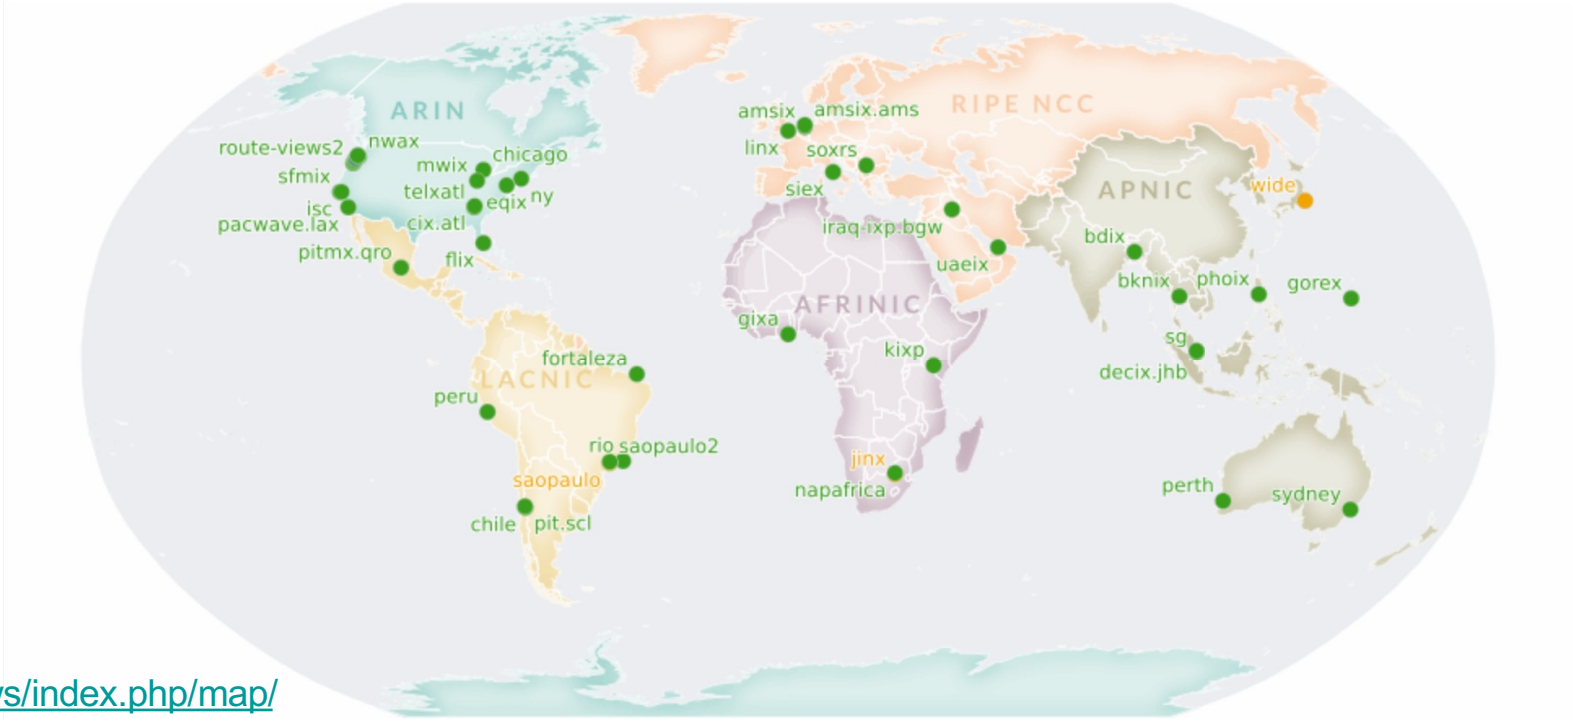 ARIN
RIPE NCC
amsix
amsix.ams
route-views2
nwax
linx
soxrs
mwix
chicago
sfmix
telxatl
eqix
ny
siex
APNIC
wide
isc
pacwave.lax
cix.atl
iraq-ixp.bgw
bdix
pitmx.qro
flix
uaeix
bknix
phoix
gorex
AFRINIC
gixa
sg
fortaleza
kixp
decix.jhb
LACNIC
peru
rio
saopaulo2
jinx
saopaulo
napafrica
perth
sydney
chile
pit.scl
s/index.php/map/